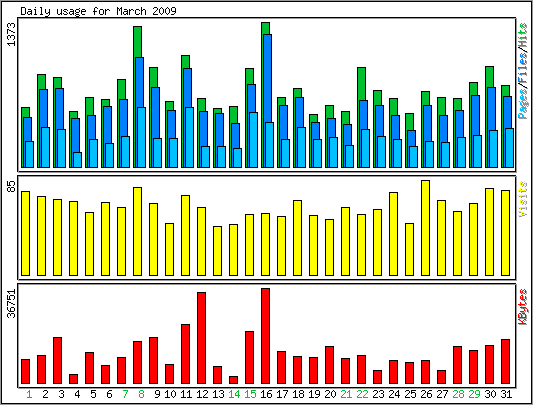 Daily usage for March 2009
1373
Pages/Files/Hits
85
Visits
36751
KBytes
1 2 3 4 5 6 7 8 9 10 11 12 13 14 15 16 17 18 19 20 21 22 23 24 25 26 27 28 29 30 31